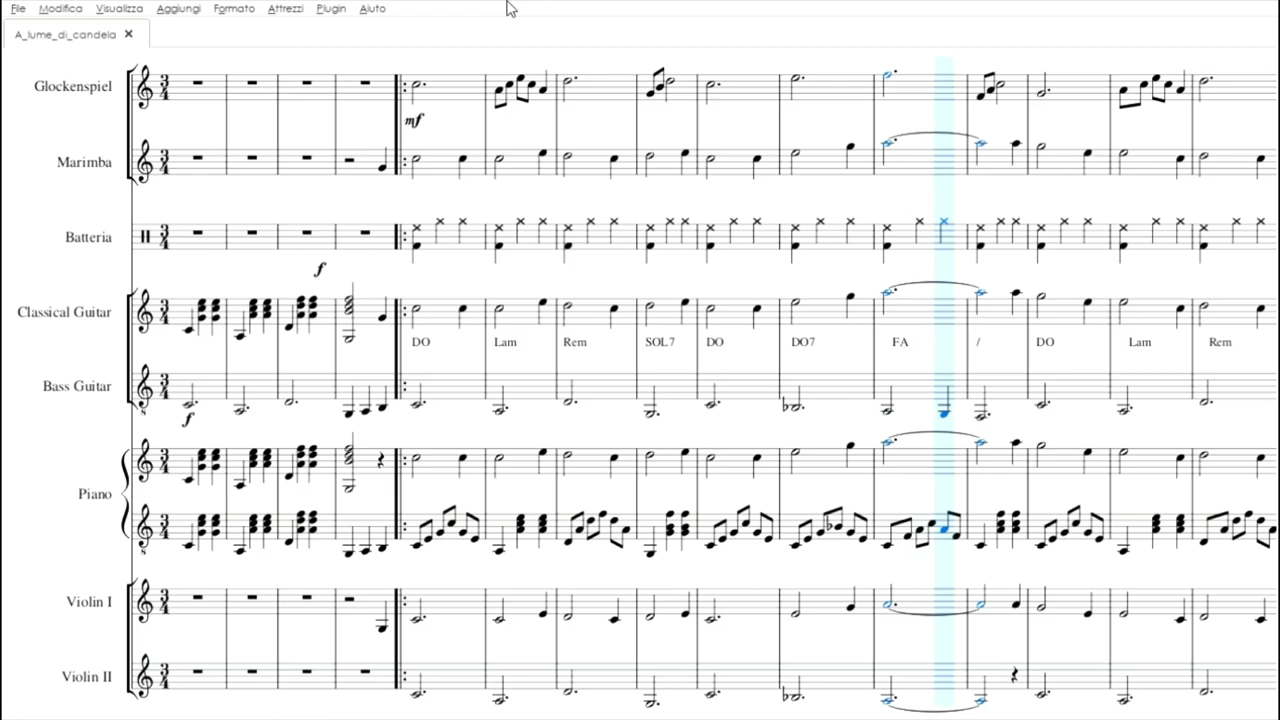 File Modifica Visualizza Aggiungi Formato Attrezzi Plugin Aiuto
A_lume_di_candela ×
Glockenspiel
mf
Marimba
Batteria
f
Classical Guitar
DO Lam Rem SOL7 DO DO7 FA / DO Lam Rem
Bass Guitar
f
Piano
Violin I
Violin II